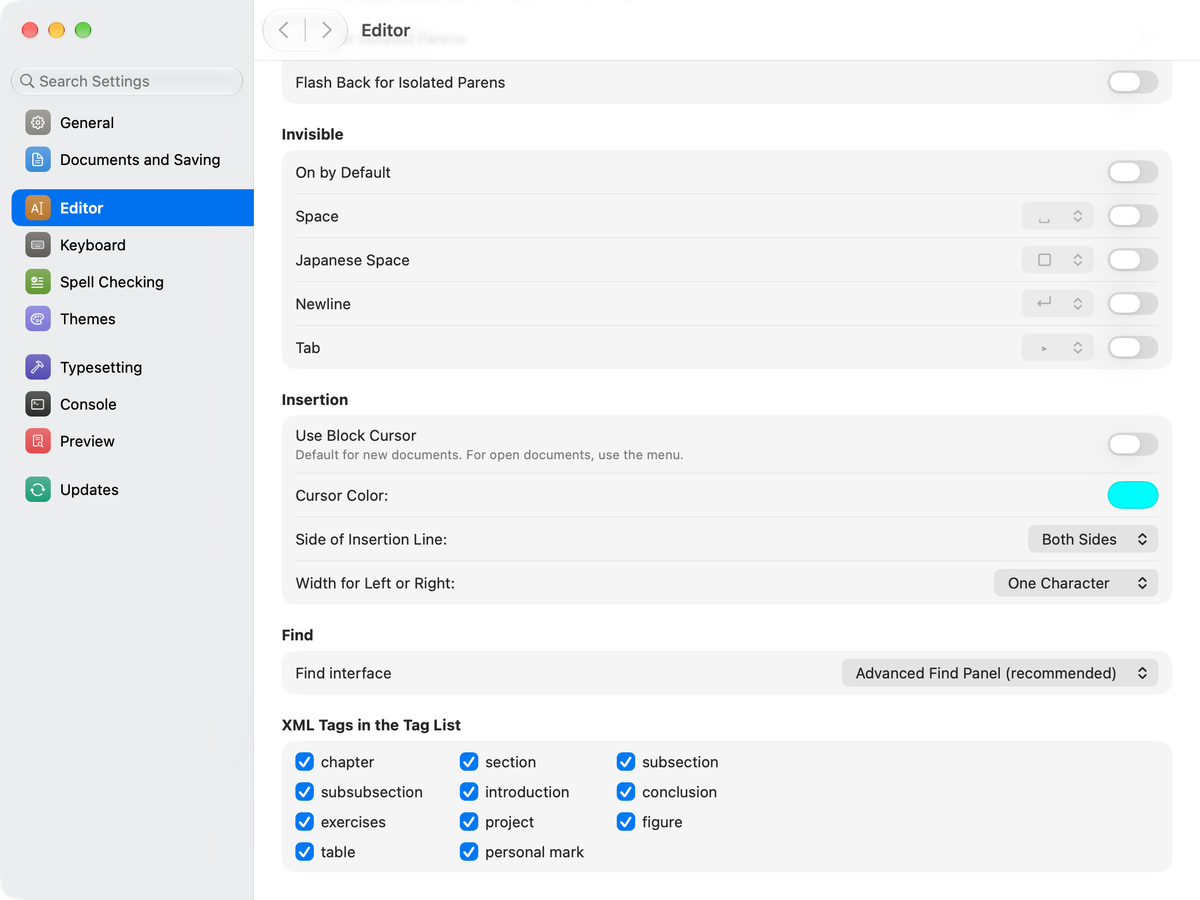 Editor
Search Settings
General
Documents and Saving
Editor
Keyboard
Spell Checking
Themes
Typesetting
Console
Preview
Updates
Flash Back for Isolated Parens
Invisible
On by Default
Space
Japanese Space
Newline
Tab
Insertion
Use Block Cursor
Default for new documents. For open documents, use the menu.
Cursor Color:
Side of Insertion Line: Both Sides
Width for Left or Right: One Character
Find
Find interface Advanced Find Panel (recommended)
XML Tags in the Tag List
chapter section subsection
subsubsection introduction conclusion
exercises project figure
table personal mark